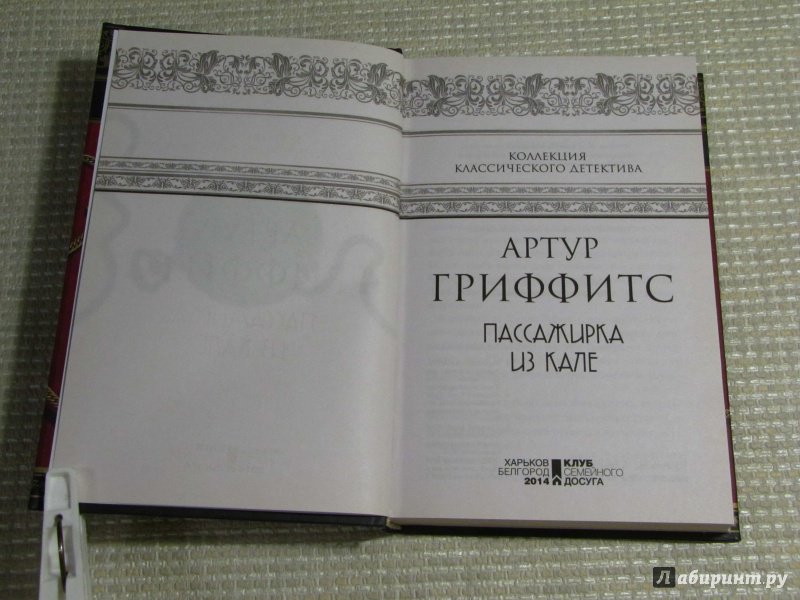 КОЛЛЕКЦИЯ
КЛАССИЧЕСКОГО ДЕТЕКТИВА
АРТУР
ГРИФФИТС
ПАССАЖИРКА
ИЗ КАЛЕ
ХАРЬКОВ
БЕЛГОРОД
2014
КЛУБ
СЕМЕЙНОГО
ДОСУГА
Лабиринт.ру